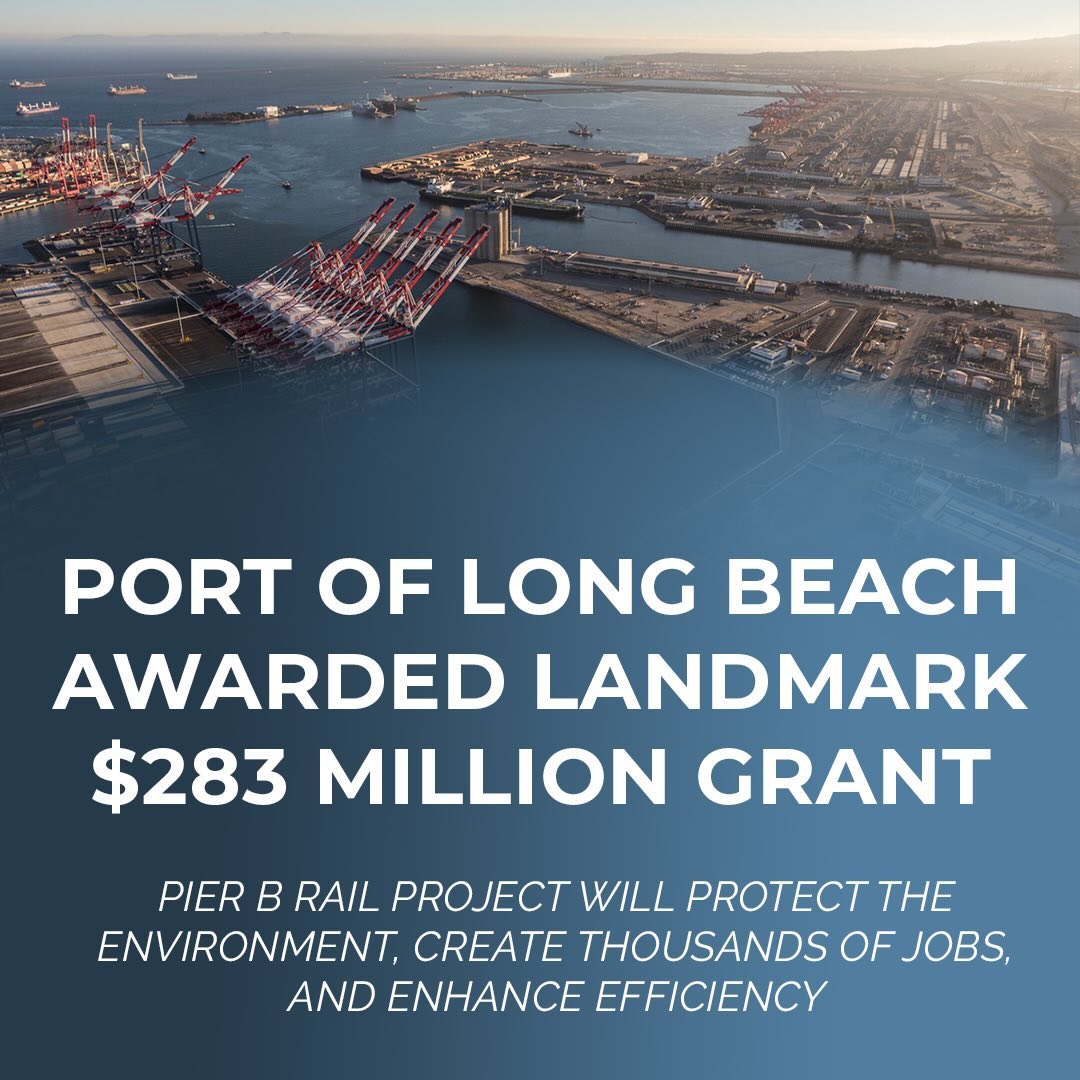 PORT OF LONG BEACH
AWARDED LANDMARK
$283 MILLION GRANT
PIER B RAIL PROJECT WILL PROTECT THE
ENVIRONMENT, CREATE THOUSANDS OF JOBS,
AND ENHANCE EFFICIENCY